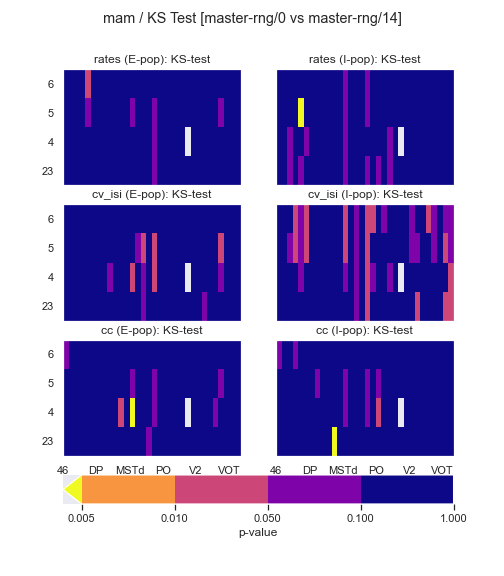 mam / KS Test [master-rng/0 vs master-rng/14]
rates (E-pop): KS-test
rates (I-pop): KS-test
6
5
4
23
cv_isi (E-pop): KS-test
cv_isi (I-pop): KS-test
6
5
4
23
cc (E-pop): KS-test
cc (I-pop): KS-test
6
5
4
23
46 DP MSTd PO V2 VOT
46 DP MSTd PO V2 VOT
0.005 0.010 0.050 0.100 1.000
p-value